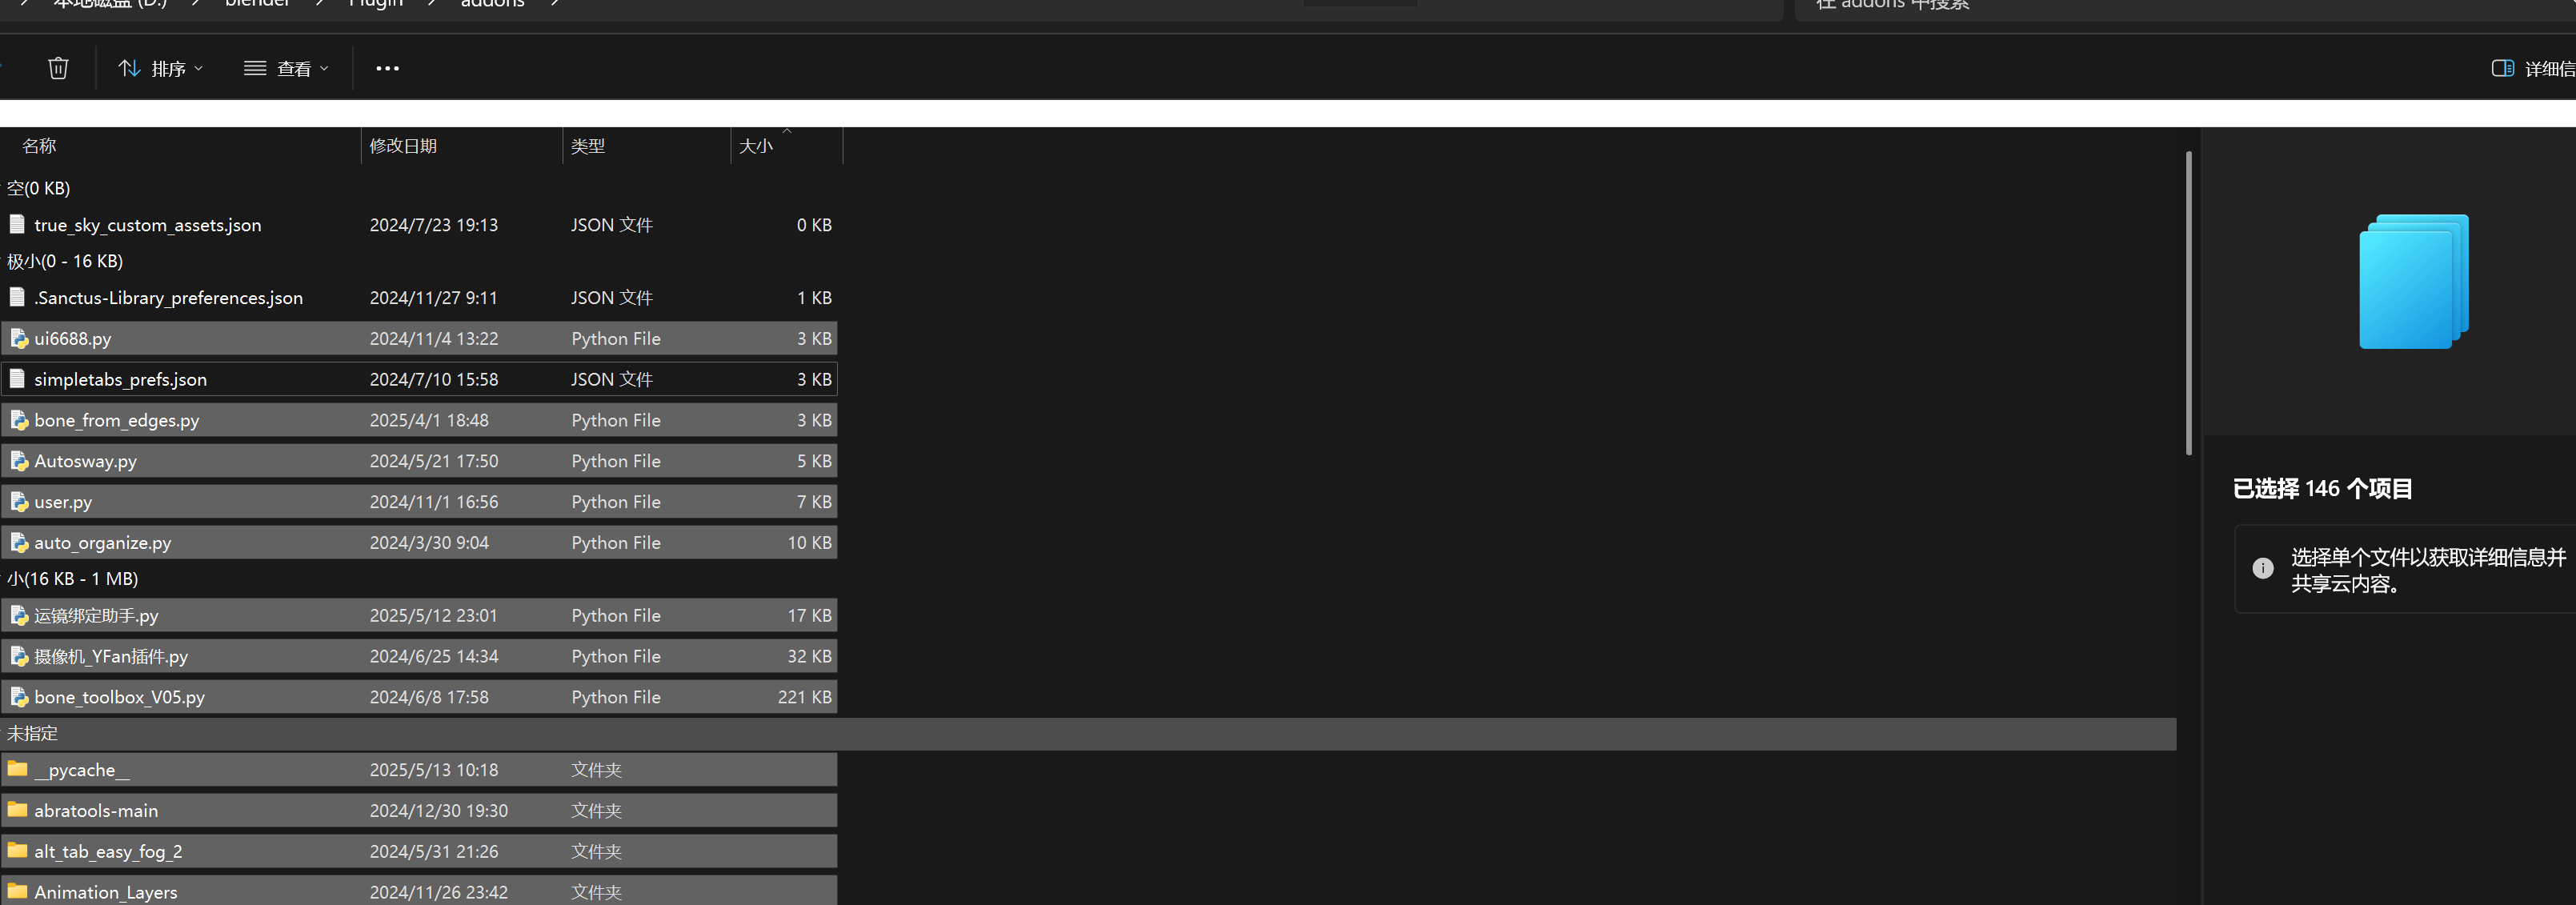 本地磁盘 (D:) > blender > Plugin > addons >
在 addons 中搜索
排序 查看 ••• 详细信
名称 修改日期 类型 大小
空(0 KB)
true_sky_custom_assets.json 2024/7/23 19:13 JSON 文件 0 KB
极小(0 - 16 KB)
.Sanctus-Library_preferences.json 2024/11/27 9:11 JSON 文件 1 KB
ui6688.py 2024/11/4 13:22 Python File 3 KB
simpletabs_prefs.json 2024/7/10 15:58 JSON 文件 3 KB
bone_from_edges.py 2025/4/1 18:48 Python File 3 KB
Autosway.py 2024/5/21 17:50 Python File 5 KB
user.py 2024/11/1 16:56 Python File 7 KB
auto_organize.py 2024/3/30 9:04 Python File 10 KB
小(16 KB - 1 MB)
运镜绑定助手.py 2025/5/12 23:01 Python File 17 KB
摄像机_YFan插件.py 2024/6/25 14:34 Python File 32 KB
bone_toolbox_V05.py 2024/6/8 17:58 Python File 221 KB
未指定
__pycache__ 2025/5/13 10:18 文件夹
abratools-main 2024/12/30 19:30 文件夹
alt_tab_easy_fog_2 2024/5/31 21:26 文件夹
Animation_Layers 2024/11/26 23:42 文件夹
已选择 146 个项目
选择单个文件以获取详细信息并
共享云内容。